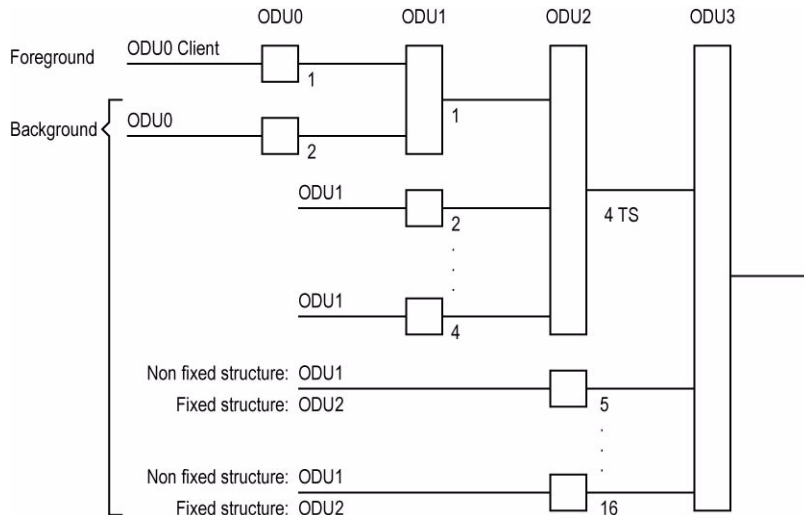 ODU0 ODU1 ODU2 ODU3
Foreground ODU0 Client
1
Background ODU0
1
2
ODU1
2
4 TS
.
.
.
ODU1
4
Non fixed structure: ODU1
Fixed structure: ODU2
5
.
.
.
Non fixed structure: ODU1
Fixed structure: ODU2
16